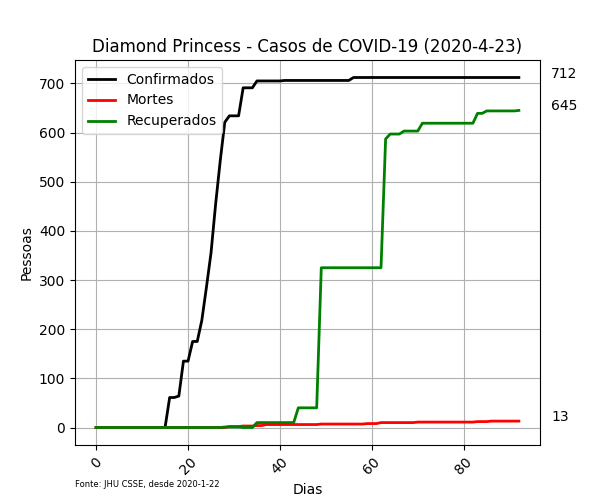 Diamond Princess - Casos de COVID-19 (2020-4-23)
Confirmados
Mortes
Recuperados
712
645
13
Pessoas
700
600
500
400
300
200
100
0
0
20
40
60
80
Dias
Fonte: JHU CSSE, desde 2020-1-22